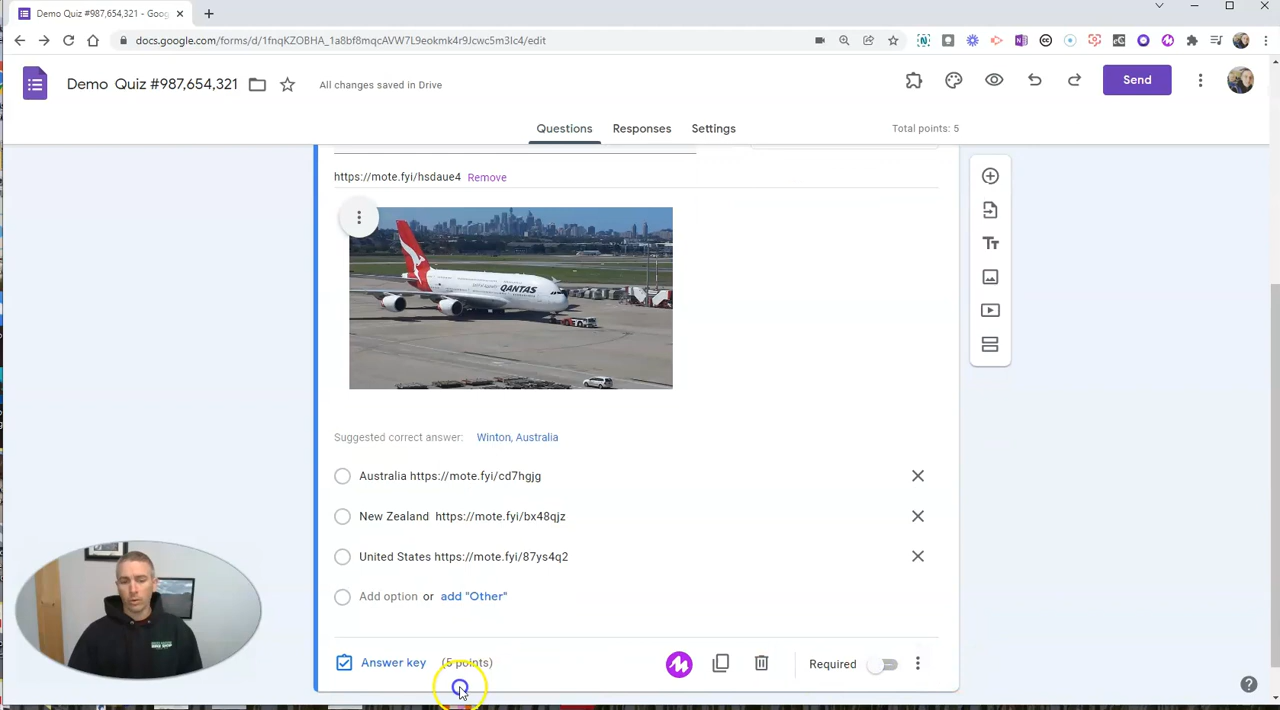 Demo Quiz #987,654,321 - Goog
docs.google.com/forms/d/1fnqKZOBHA_1a8bf8mqcAVW7L9eokmk4r9Jcwc5m3lc4/edit
Demo Quiz #987,654,321
All changes saved in Drive
Send
Questions
Responses
Settings
Total points: 5
https://mote.fyi/hsdaue4 Remove
QANTAS
Suggested correct answer: Winton, Australia
Australia https://mote.fyi/cd7hgjg
New Zealand https://mote.fyi/bx48qjz
United States https://mote.fyi/87ys4q2
Add option or add "Other"
Answer key (5 points)
Required